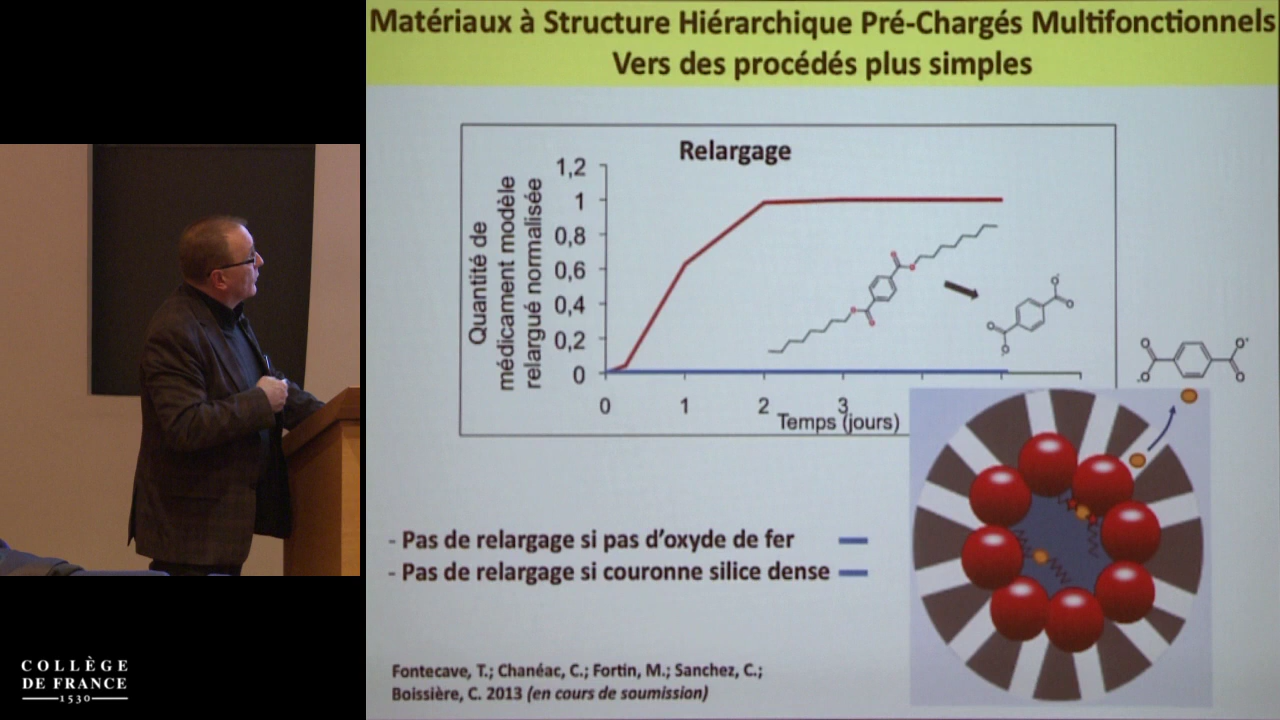 Matériaux à Structure Hiérarchique Pré-Chargés Multifonctionnels
Vers des procédés plus simples
Relargage
Quantité de
médicament modèle
relargué normalisée
1,2
1
0,8
0,6
0,4
0,2
0
0 1 2 3
Temps (jours)
- Pas de relargage si pas d'oxyde de fer
- Pas de relargage si couronne silice dense
Fontecave, T.; Chanéac, C.; Fortin, M.; Sanchez, C.;
Boissière, C. 2013 (en cours de soumission)
COLLÈGE
DE FRANCE
1530